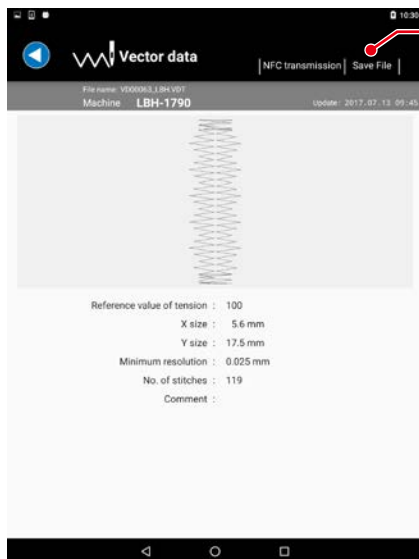 10:30
Vector data
NFC transmission Save File
File name: VD00063_LBH.VDT
Machine LBH-1790 Update: 2017.07.13 09:45
Reference value of tension : 100
X size : 5.6 mm
Y size : 17.5 mm
Minimum resolution : 0.025 mm
No. of stitches : 119
Comment :